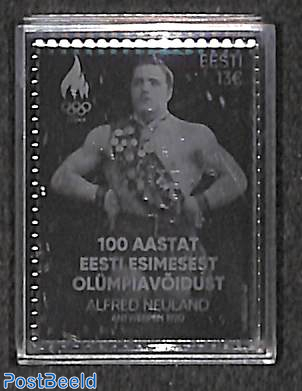 EESTI
13€
100 AASTAT
EESTI ESIMESEST
OLÜMPIAVÕIDUST
ALFRED NEULAND
ANTWERPEN 1920
PostBeeld